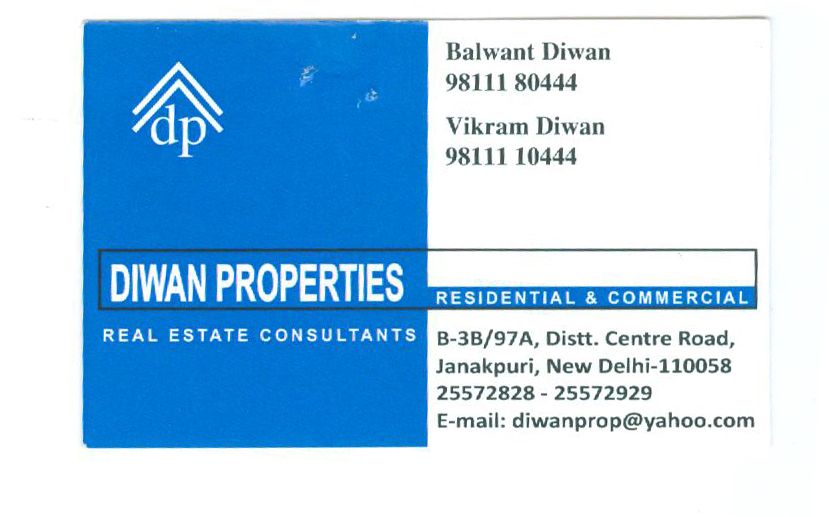 dp
Balwant Diwan
98111 80444
Vikram Diwan
98111 10444
DIWAN PROPERTIES
RESIDENTIAL & COMMERCIAL
REAL ESTATE CONSULTANTS
B-3B/97A, Distt. Centre Road,
Janakpuri, New Delhi-110058
25572828 - 25572929
E-mail: diwanprop@yahoo.com